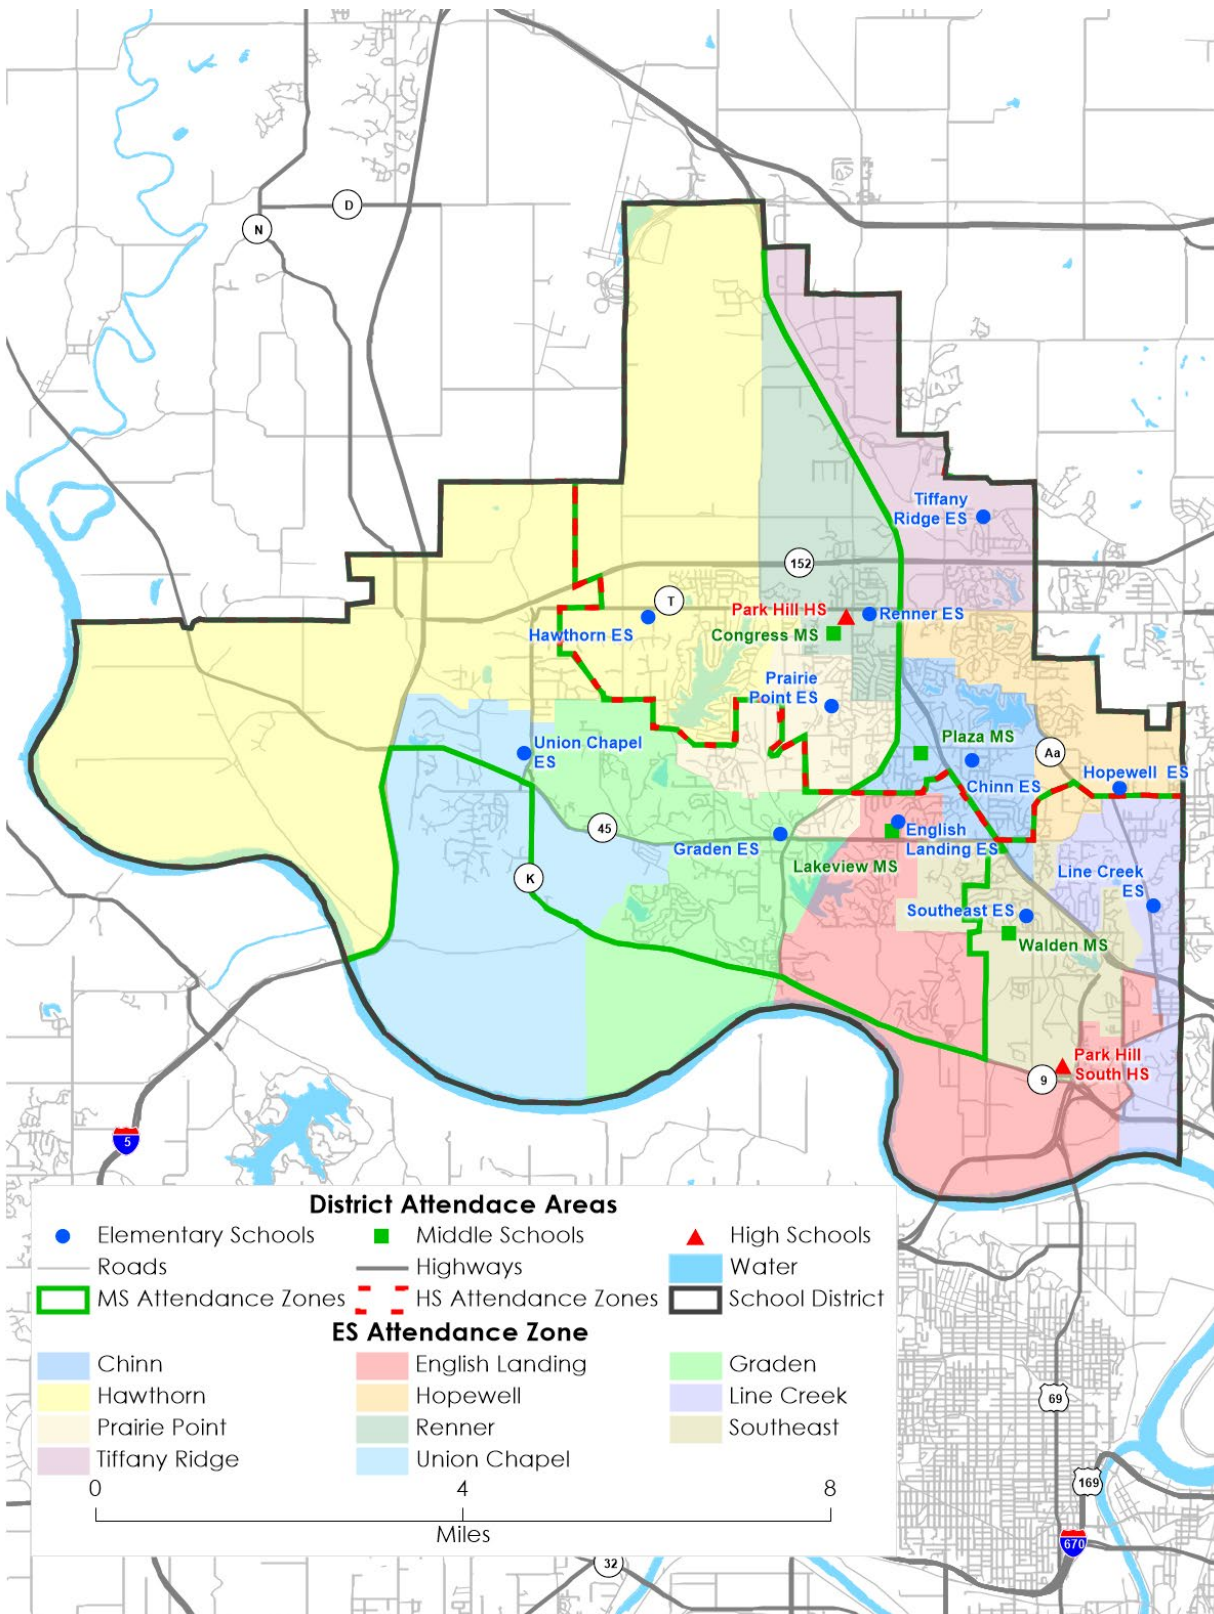 D
N
Tiffany
Ridge ES
152
T
Park Hill HS
Renner ES
Hawthorn ES
Congress MS
Prairie
Point ES
Union Chapel
ES
Plaza MS
Aa
Chinn ES
Hopewell ES
45
Graden ES
English
Landing ES
K
Lakeview MS
Line Creek
ES
Southeast ES
Walden MS
Park Hill
South HS
9
5
District Attendace Areas
Elementary Schools
Middle Schools
High Schools
Roads
Highways
Water
MS Attendance Zones
HS Attendance Zones
School District
ES Attendance Zone
Chinn
English Landing
Graden
Hawthorn
Hopewell
Line Creek
Prairie Point
Renner
Southeast
Tiffany Ridge
Union Chapel
0
4
8
Miles
69
169
670
32